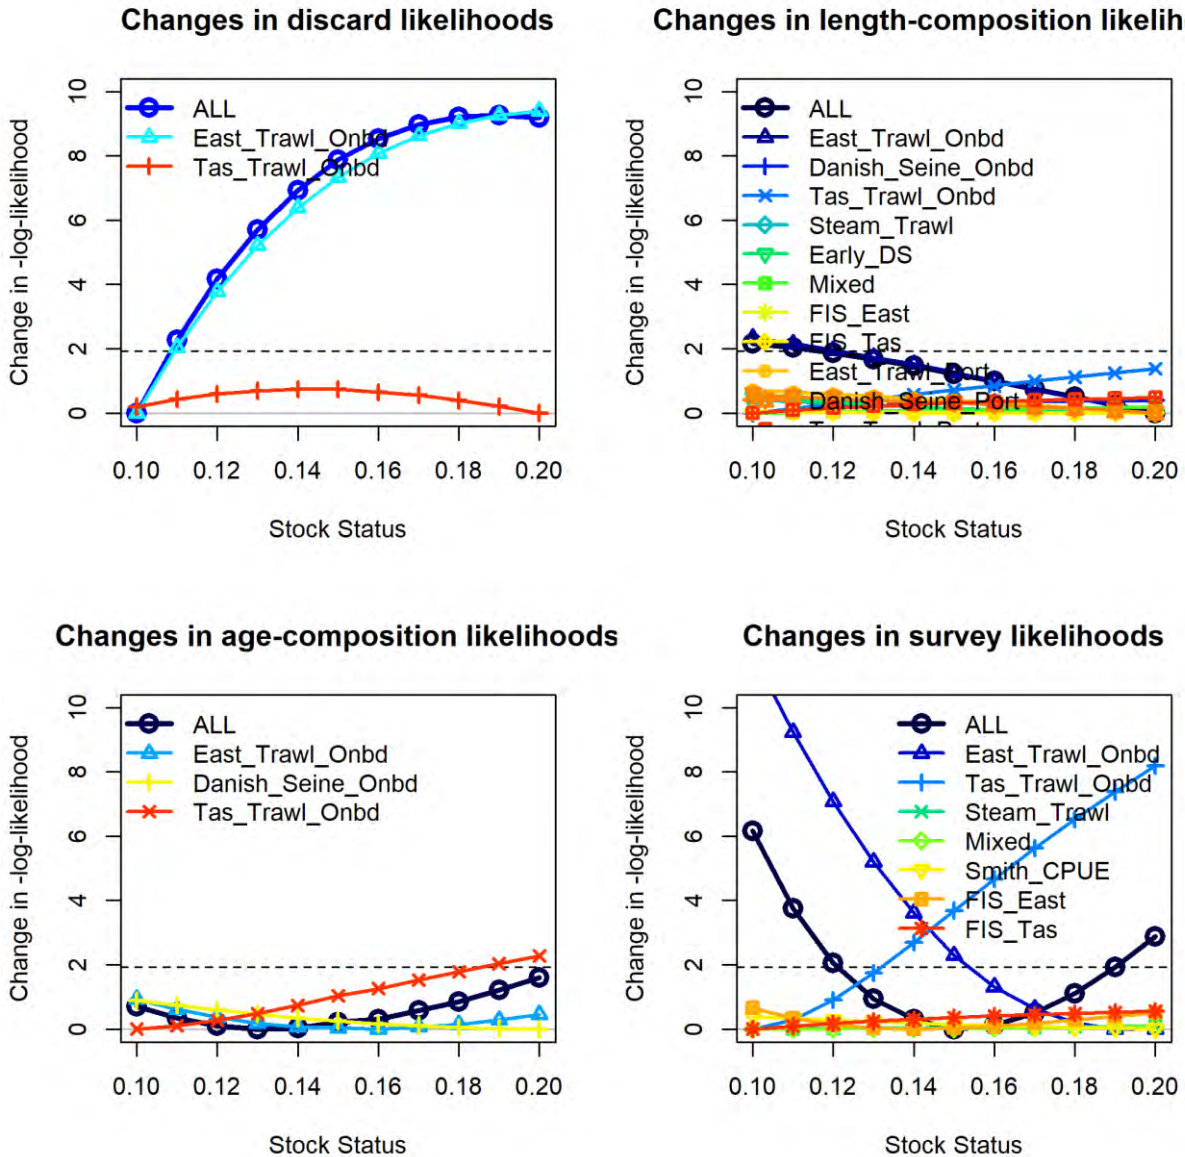 Changes in discard likelihoods
Change in -log-likelihood
10
8
6
4
2
0
ALL
East_Trawl_Onbd
Tas_Trawl_Onbd
0.10 0.12 0.14 0.16 0.18 0.20
Stock Status
Changes in length-composition likelih
Change in -log-likelihood
10
8
6
4
2
0
ALL
East_Trawl_Onbd
Danish_Seine_Onbd
Tas_Trawl_Onbd
Steam_Trawl
Early_DS
Mixed
FIS_East
FIS_Tas
East_Trawl_Port
Danish_Seine_Port
0.10 0.12 0.14 0.16 0.18 0.20
Stock Status
Changes in age-composition likelihoods
Change in -log-likelihood
10
8
6
4
2
0
ALL
East_Trawl_Onbd
Danish_Seine_Onbd
Tas_Trawl_Onbd
0.10 0.12 0.14 0.16 0.18 0.20
Stock Status
Changes in survey likelihoods
Change in -log-likelihood
10
8
6
4
2
0
ALL
East_Trawl_Onbd
Tas_Trawl_Onbd
Steam_Trawl
Mixed
Smith_CPUE
FIS_East
FIS_Tas
0.10 0.12 0.14 0.16 0.18 0.20
Stock Status